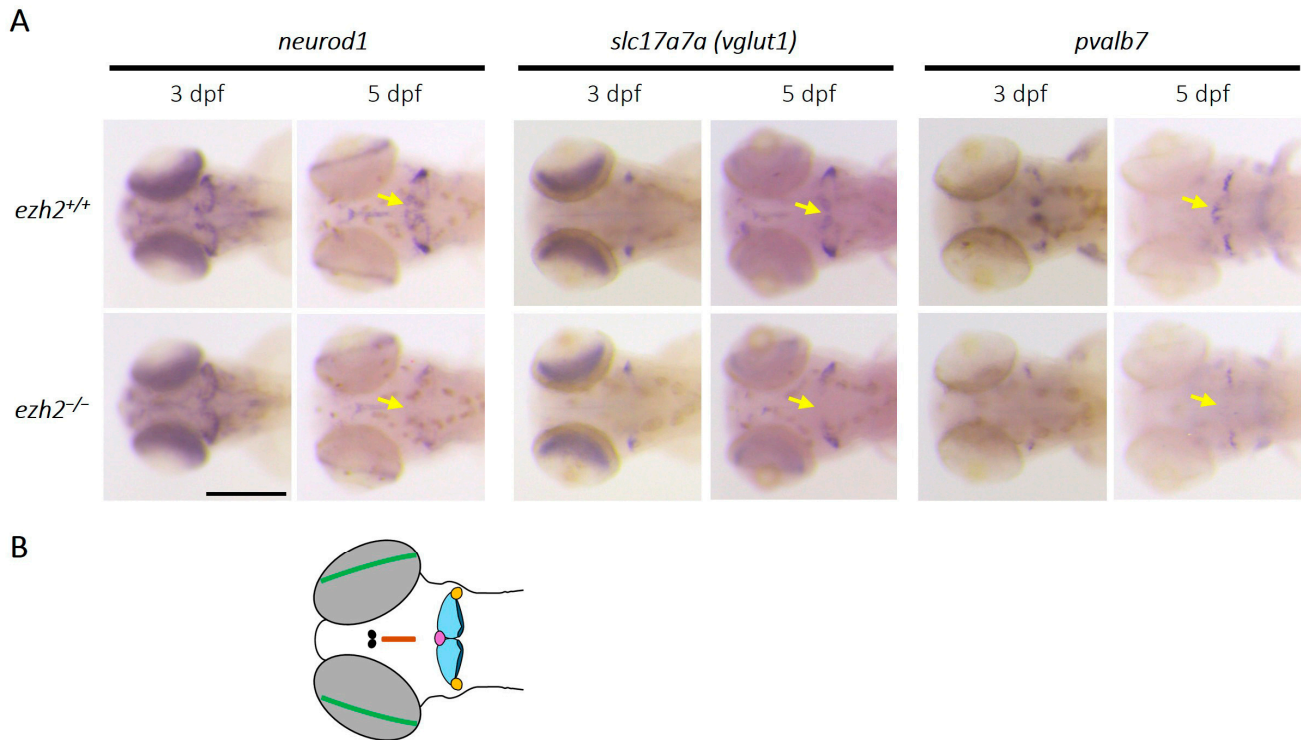 A
neurod1 slc17a7a (vglut1) pvalb7
3 dpf 5 dpf 3 dpf 5 dpf 3 dpf 5 dpf
ezh2+/+
ezh2−/−
B